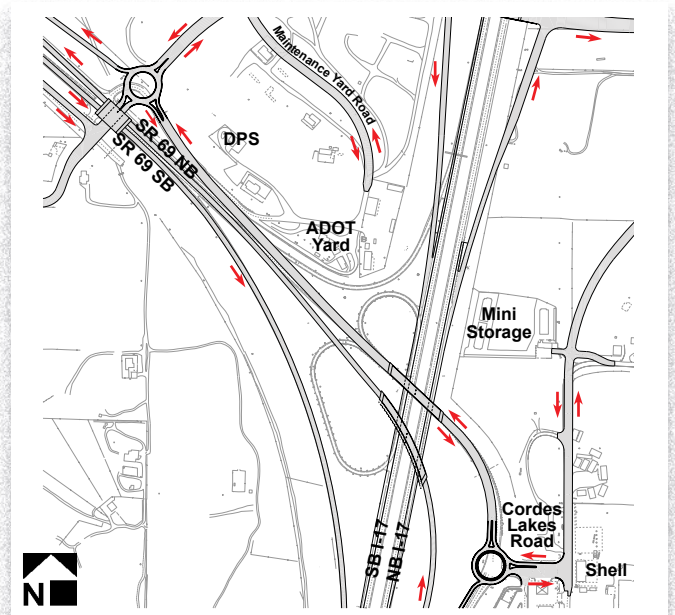 Maintenance Yard Road
DPS
SR 69 NB
SR 69 SB
ADOT
Yard
Mini
Storage
Cordes
Lakes
Road
SB I-17
NB I-17
Shell
N